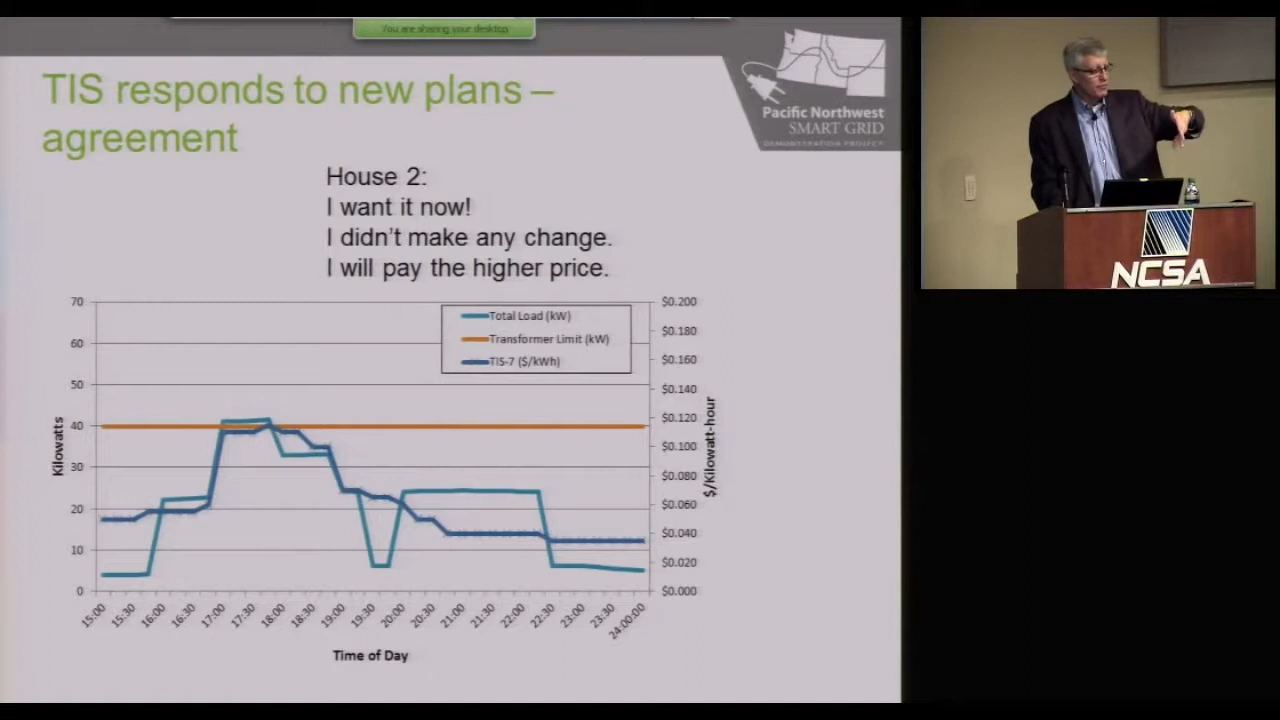 You are sharing your desktop
TIS responds to new plans –
agreement
Pacific Northwest
SMART GRID
DEMONSTRATION PROJECT
House 2:
I want it now!
I didn't make any change.
I will pay the higher price.
NCSA
70
60
50
40
30
20
10
0
Kilowatts
Total Load (kW)
Transformer Limit (kW)
TIS-7 ($/kWh)
$0.200
$0.180
$0.160
$0.140
$0.120
$0.100
$0.080
$0.060
$0.040
$0.020
$0.000
$/Kilowatt-hour
15:00
15:30
16:00
16:30
17:00
17:30
18:00
18:30
19:00
19:30
20:00
20:30
21:00
21:30
22:00
22:30
23:00
23:30
24:00:00
Time of Day